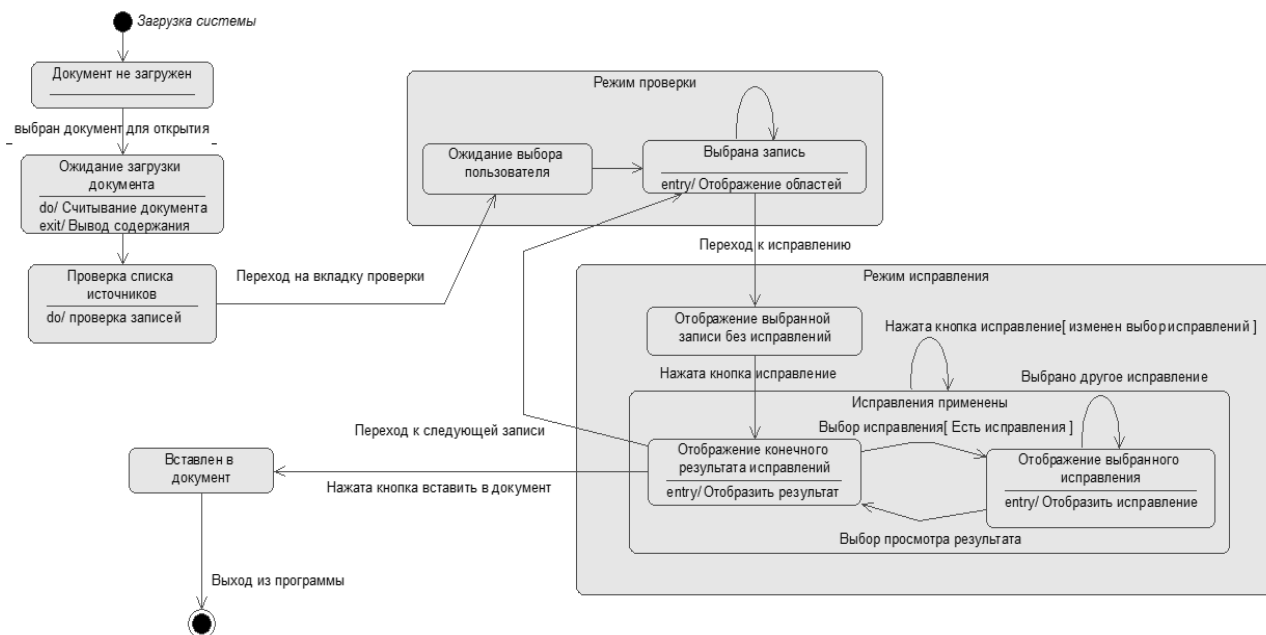 Загрузка системы
Документ не загружен
выбран документ для открытия
Ожидание загрузки
документа
do/ Считывание документа
exit/ Вывод содержания
Проверка списка
источников
do/ проверка записей
Переход на вкладку проверки
Режим проверки
Ожидание выбора
пользователя
Выбрана запись
entry/ Отображение областей
Переход к исправлению
Режим исправления
Отображение выбранной
записи без исправлений
Нажата кнопка исправление[ изменен выбор исправлений ]
Нажата кнопка исправление
Выбрано другое исправление
Исправления применены
Выбор исправления[ Есть исправления ]
Переход к следующей записи
Отображение конечного
результата исправлений
entry/ Отобразить результат
Отображение выбранного
исправления
entry/ Отобразить исправление
Выбор просмотра результата
Вставлен в
документ
Нажата кнопка вставить в документ
Выход из программы